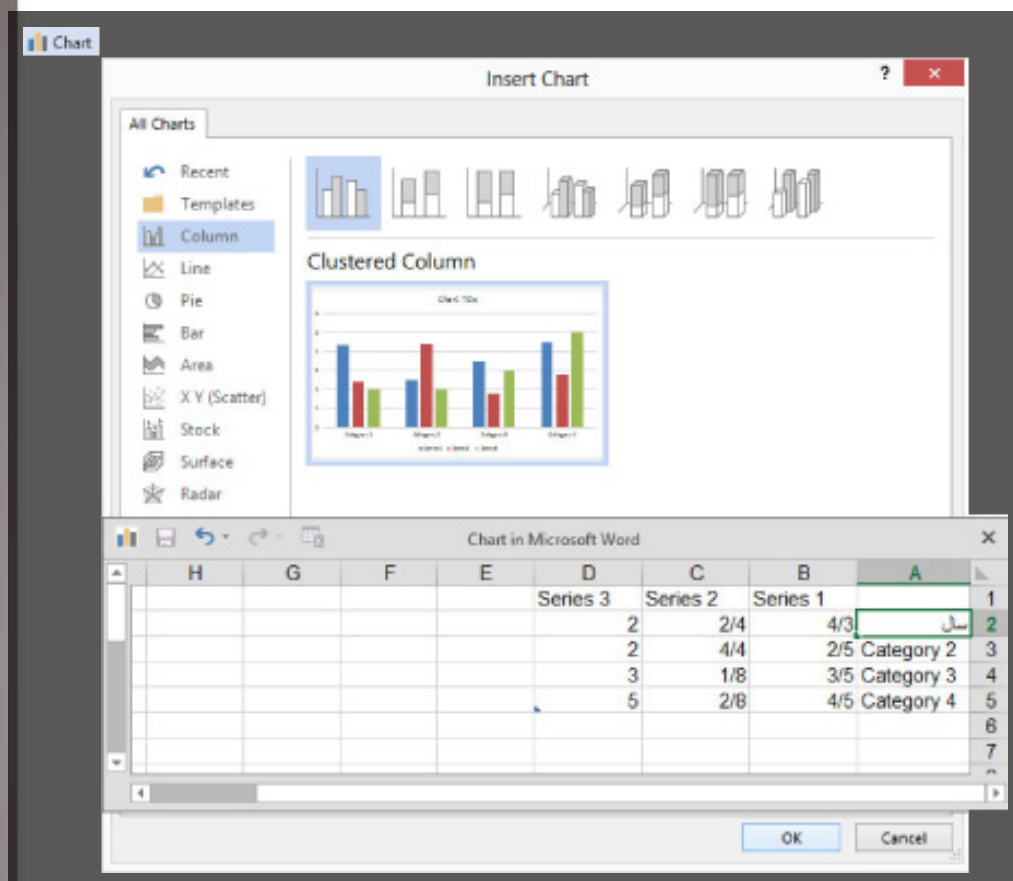 Chart
Insert Chart
?
All Charts
Recent
Templates
Column
Line
Pie
Bar
Area
X Y (Scatter)
Stock
Surface
Radar
Clustered Column
Chart in Microsoft Word
H G F E D C B A
Series 3 Series 2 Series 1 1
2 2/4 4/3 سال 2
2 4/4 2/5 Category 2 3
3 1/8 3/5 Category 3 4
5 2/8 4/5 Category 4 5
6
7
OK Cancel